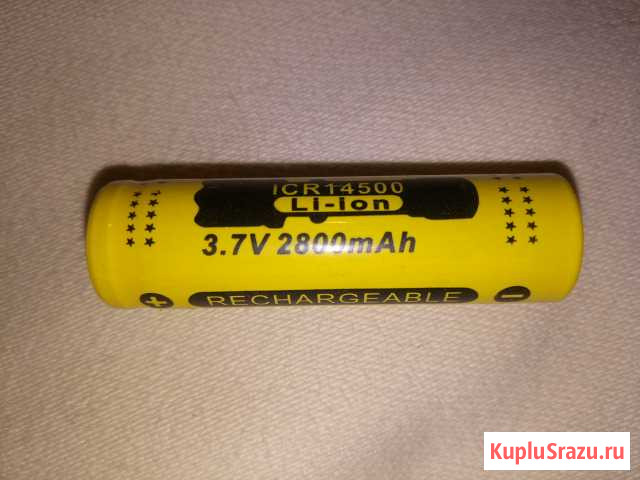 ICR14500
Li-ion
3.7V 2800mAh
+ RECHARGEABLE −
KupluSrazu.ru